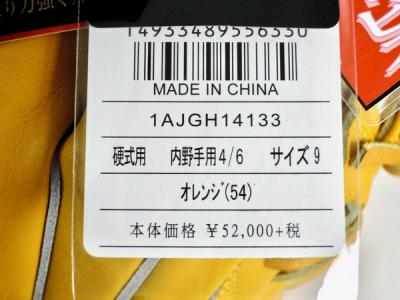 14933489556330
MADE IN CHINA
1AJGH14133
硬式用 内野手用4/6 サイズ9
オレンジ(54)
本体価格 ¥52,000+税